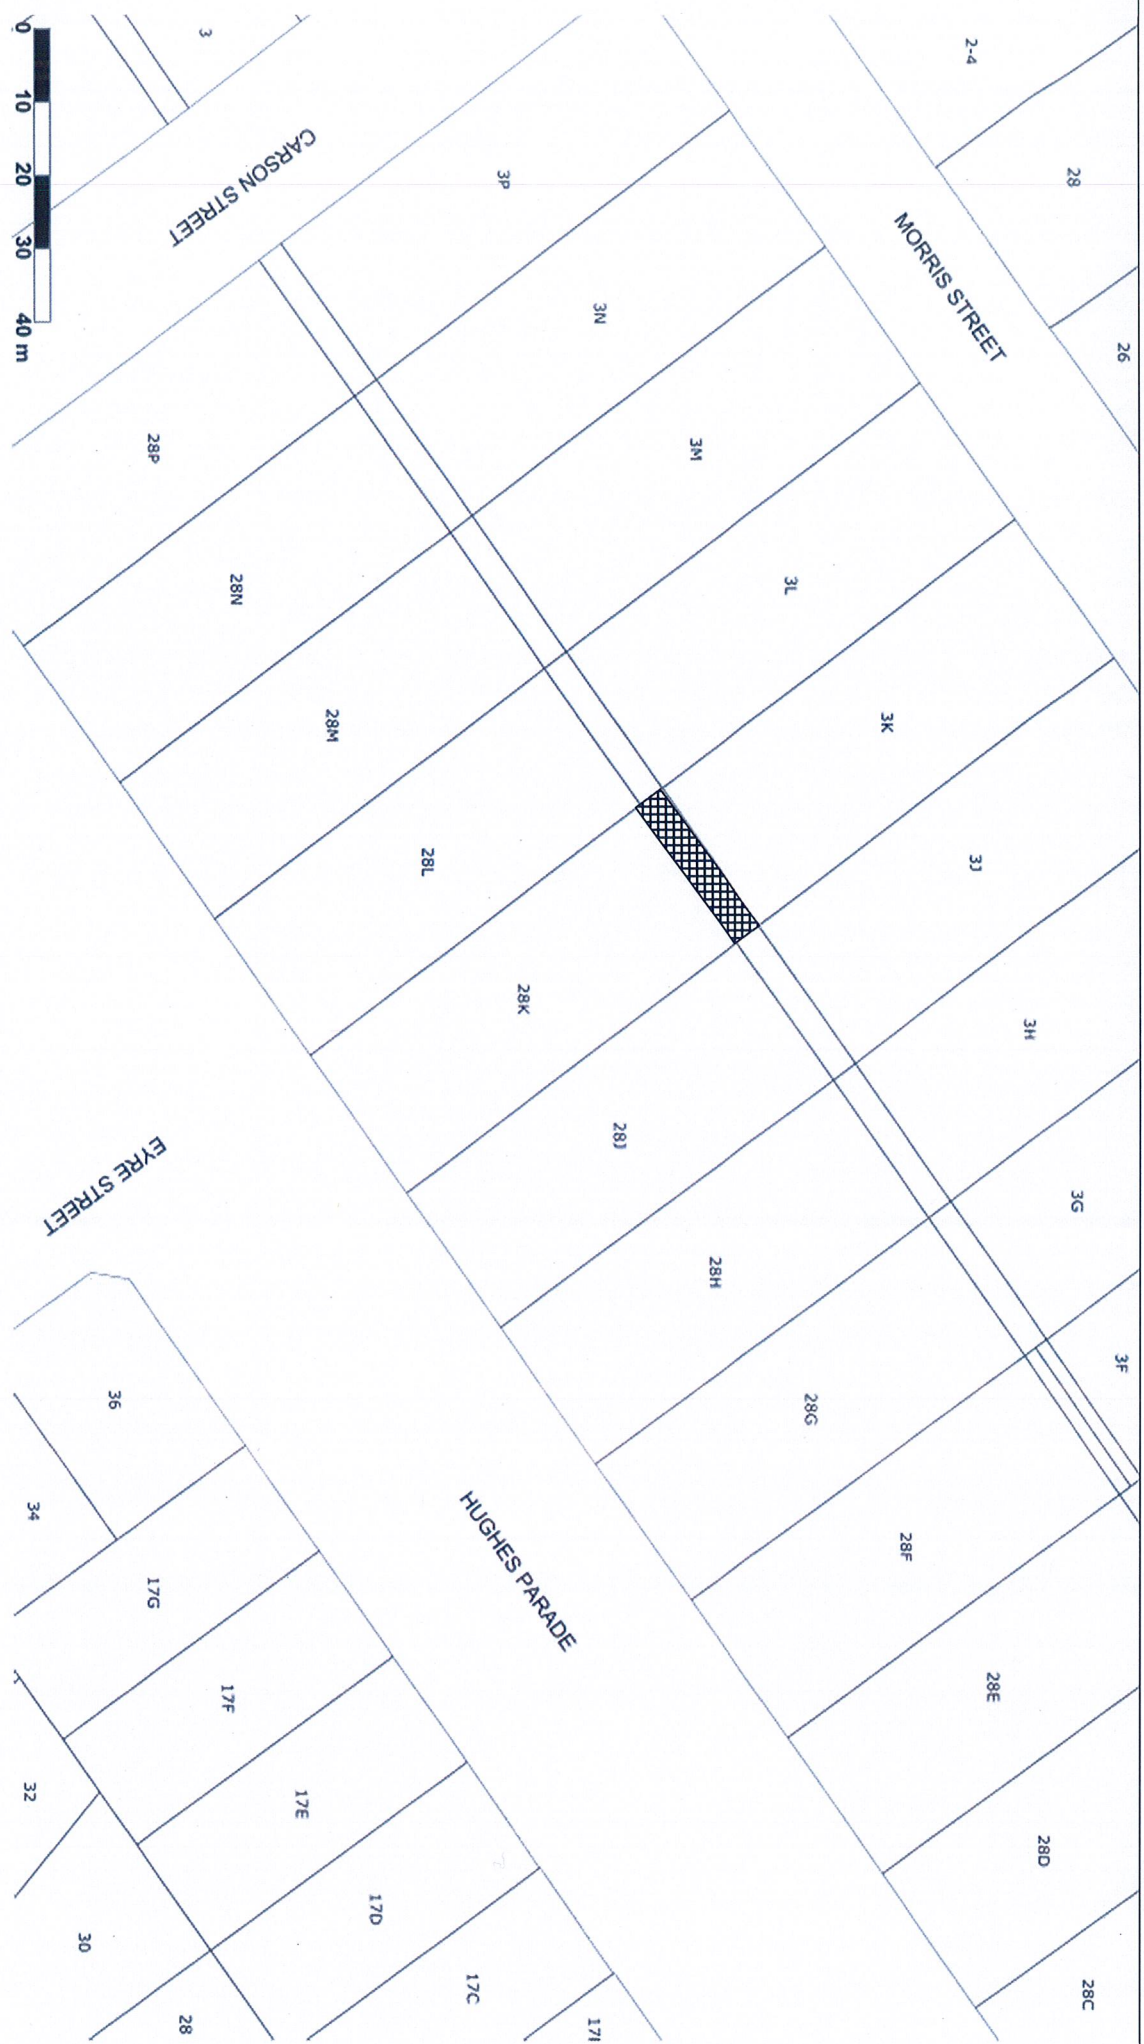 0 10 20 30 40 m
3
CARSON STREET
2-4
28
26
MORRIS STREET
3P
3N
3M
3L
3K
3J
3H
3G
3F
28P
28N
28M
28L
28K
28J
28H
28G
28F
28E
28D
28C
EYRE STREET
HUGHES PARADE
36
34
17G
17F
17E
17D
17C
32
30
28